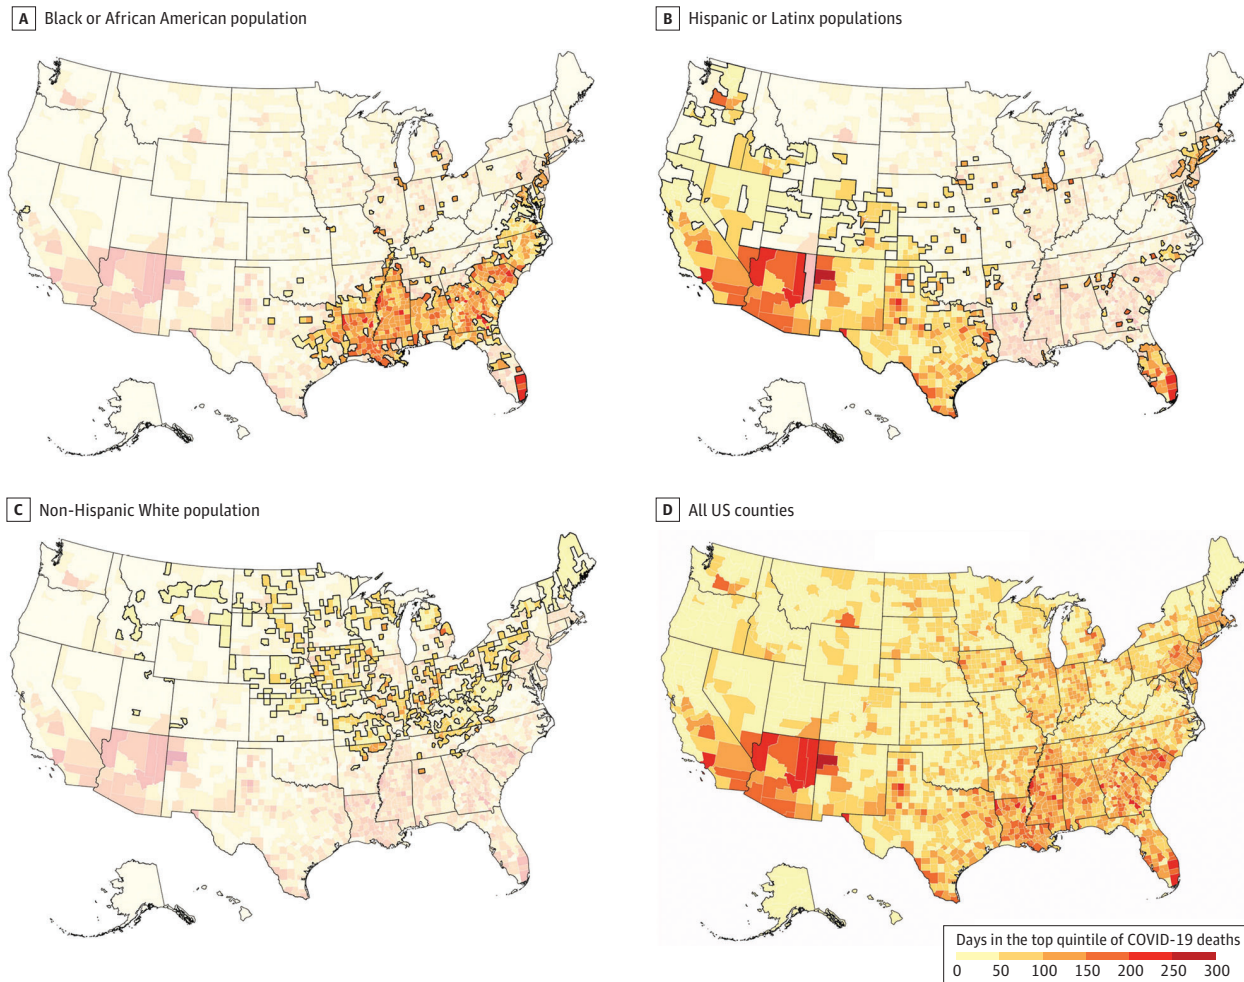 A Black or African American population
B Hispanic or Latinx populations
C Non-Hispanic White population
D All US counties
Days in the top quintile of COVID-19 deaths
0 50 100 150 200 250 300